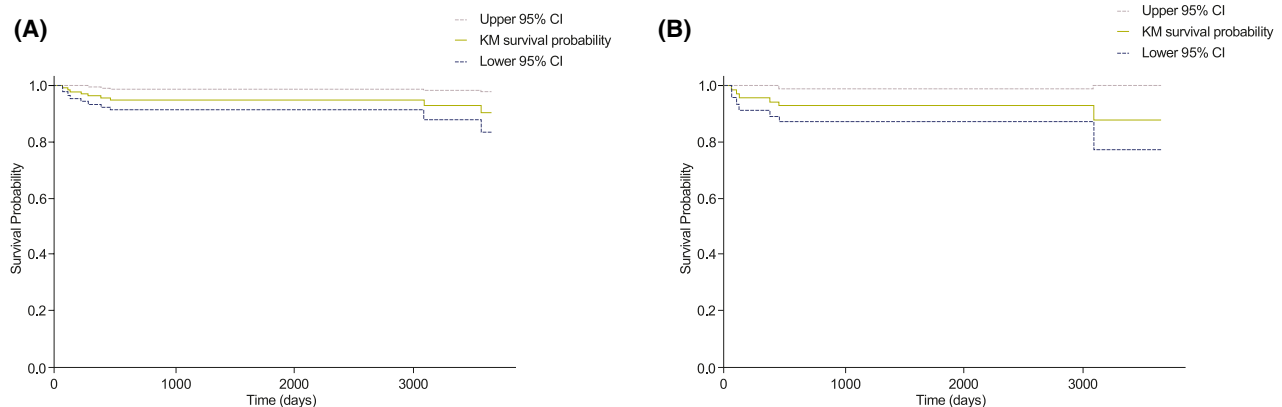 (A)
Upper 95% CI
KM survival probability
Lower 95% CI
1.0
0.8
0.6
0.4
0.2
0.0
Survival Probability
0 1000 2000 3000
Time (days)
(B)
Upper 95% CI
KM survival probability
Lower 95% CI
1.0
0.8
0.6
0.4
0.2
0.0
Survival Probability
0 1000 2000 3000
Time (days)